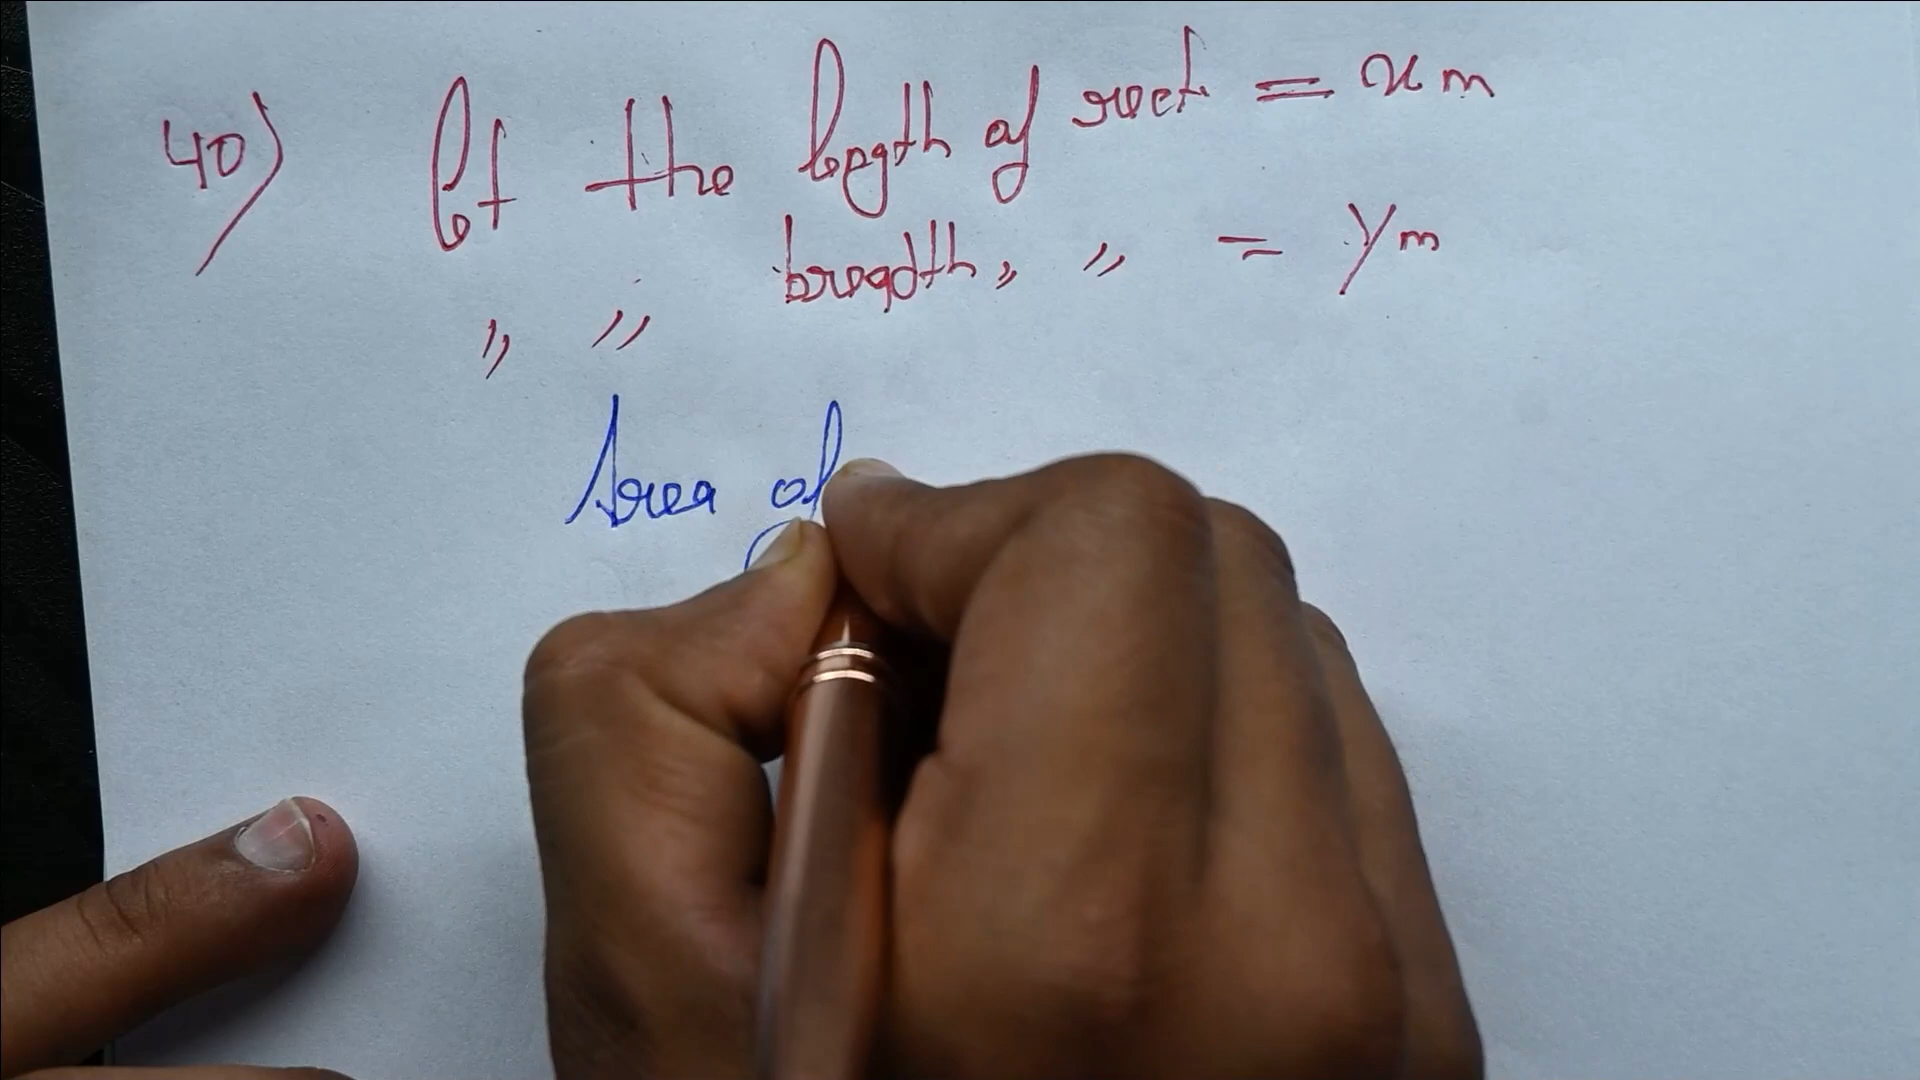 40) let the length of rect. = x m
,, ,, breadth ,, ,, = y m
Area of